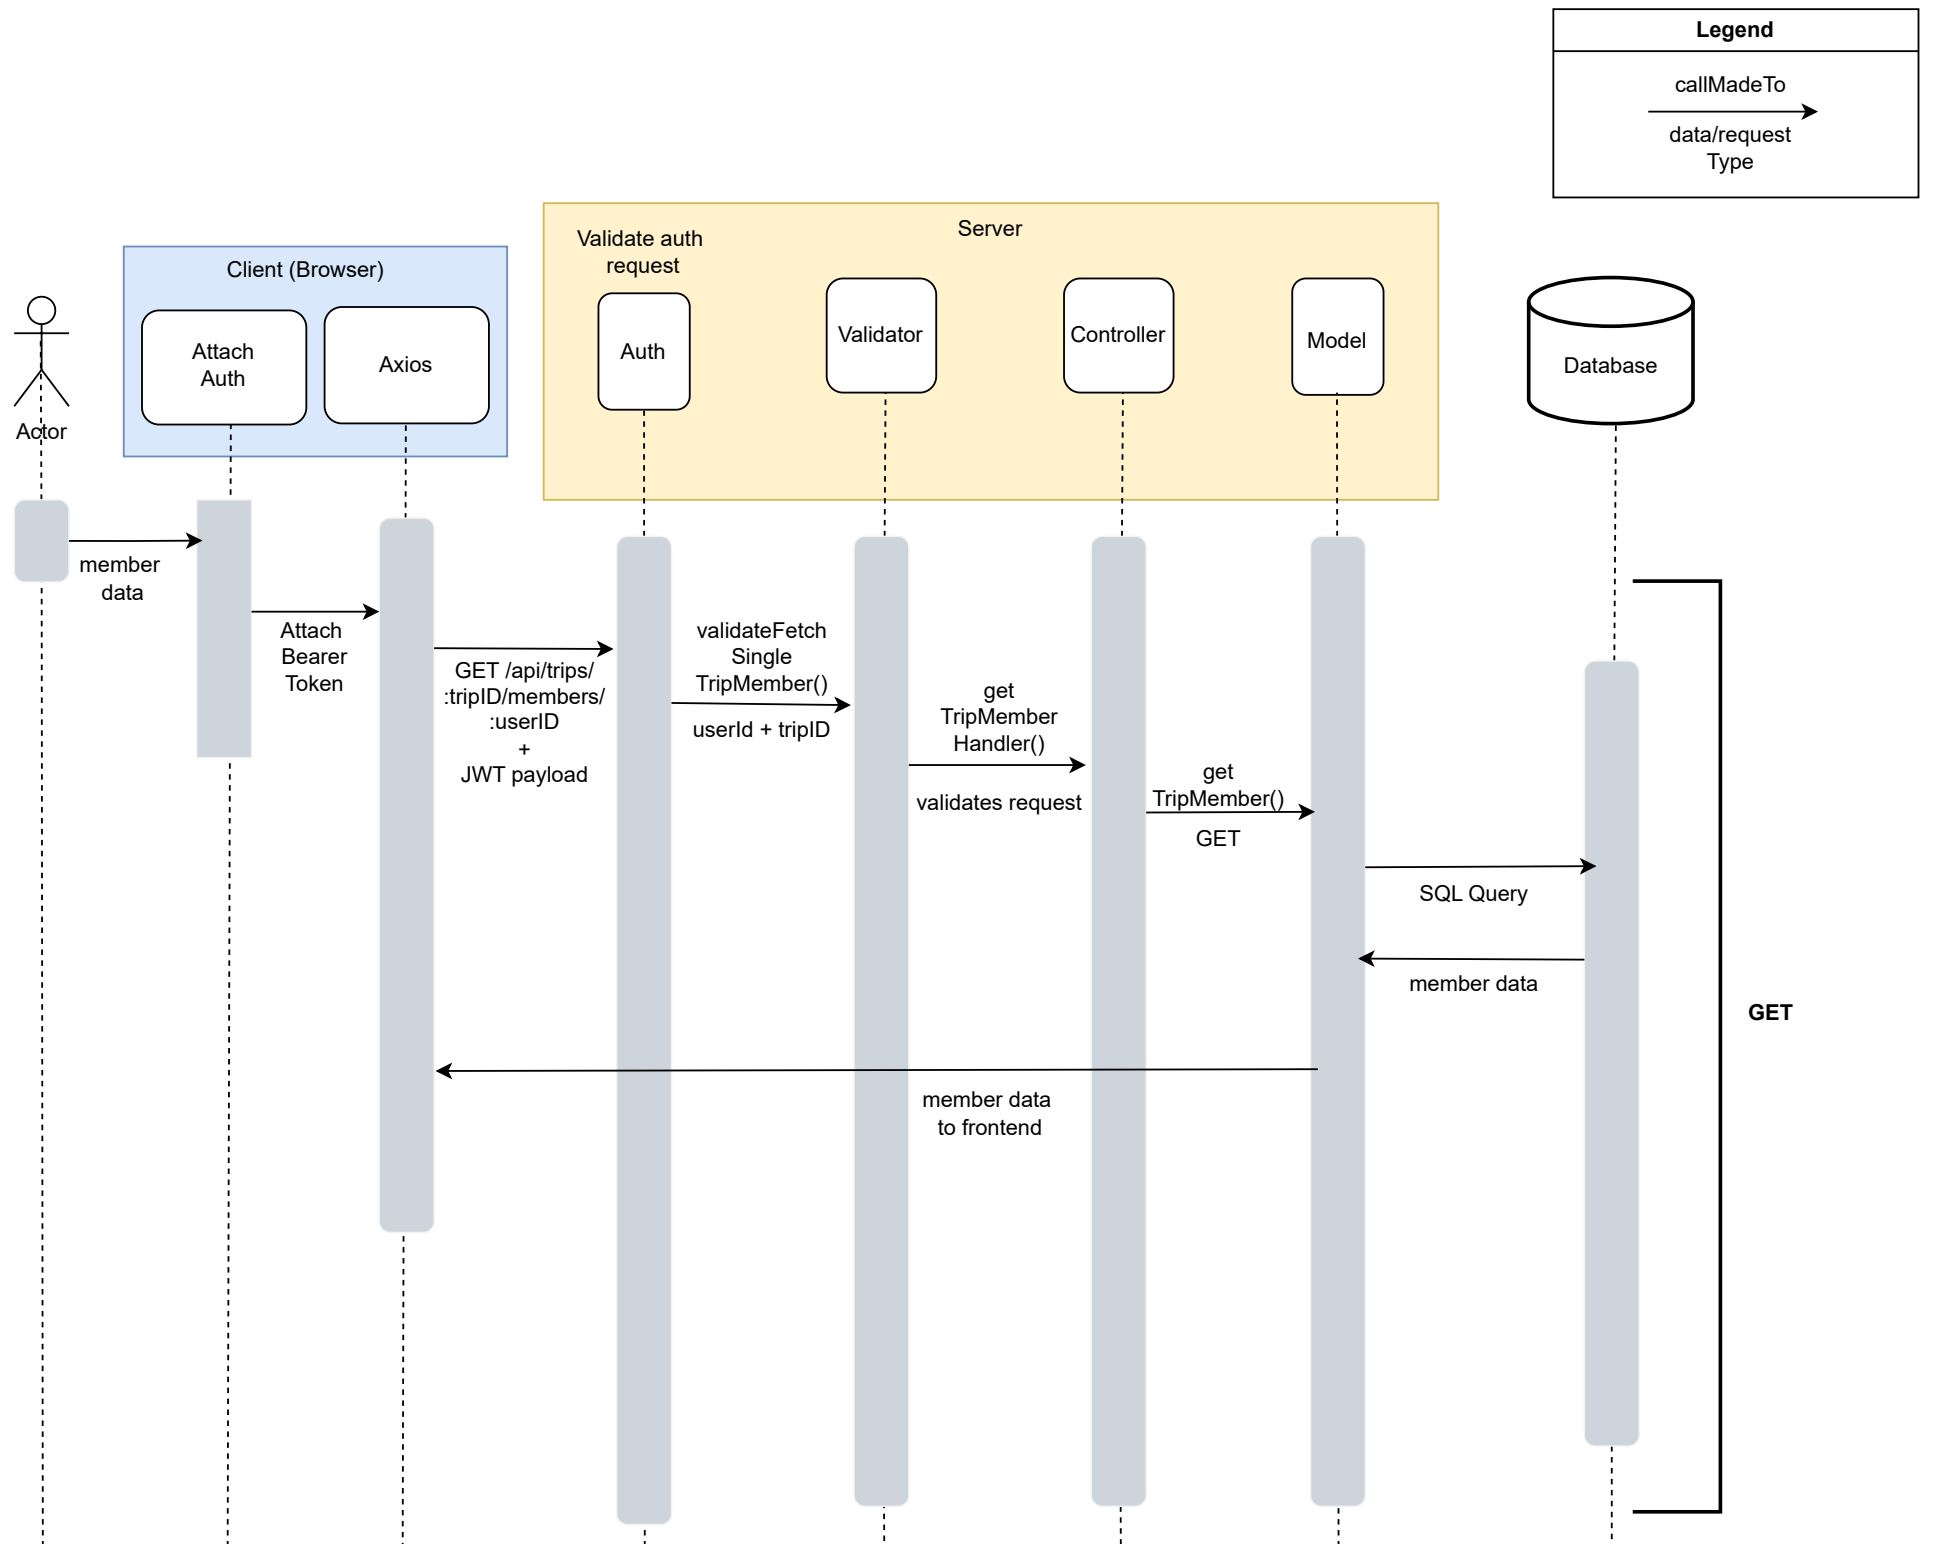 Legend
callMadeTo
data/request
Type
Server
Validate auth
request
Client (Browser)
Attach
Auth
Axios
Auth
Validator
Controller
Model
Database
Actor
member
data
Attach
Bearer
Token
GET /api/trips/
:tripID/members/
:userID
+
JWT payload
validateFetch
Single
TripMember()
userId + tripID
get
TripMember
Handler()
validates request
get
TripMember()
GET
SQL Query
member data
GET
member data
to frontend